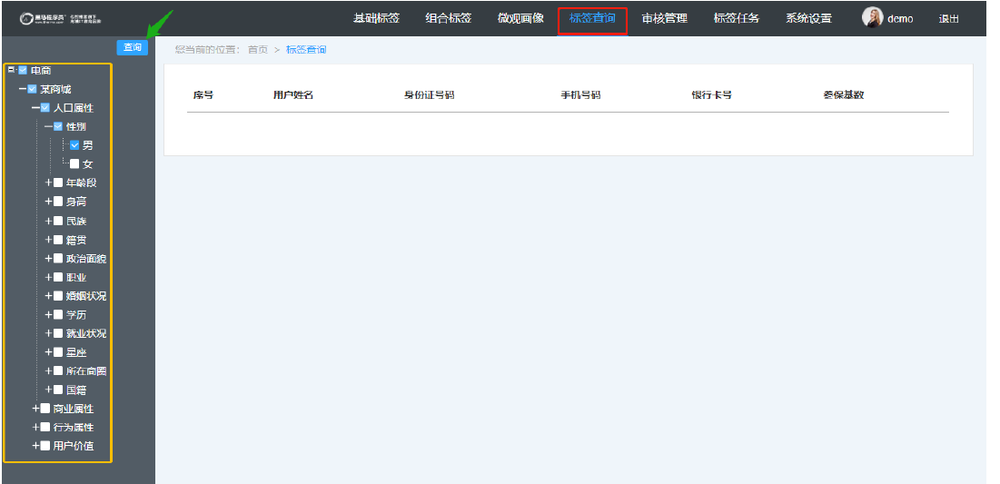 基础标签 组合标签 微观画像 标签查询 审核管理 标签任务 系统设置 demo 退出
查询
您当前的位置： 首页 > 标签查询
电商
某商城
人口属性
性别
男
女
年龄段
身高
民族
籍贯
政治面貌
职业
婚姻状况
学历
就业状况
星座
所在商圈
国籍
商业属性
行为属性
用户价值
序号 用户姓名 身份证号码 手机号码 银行卡号 参保基数